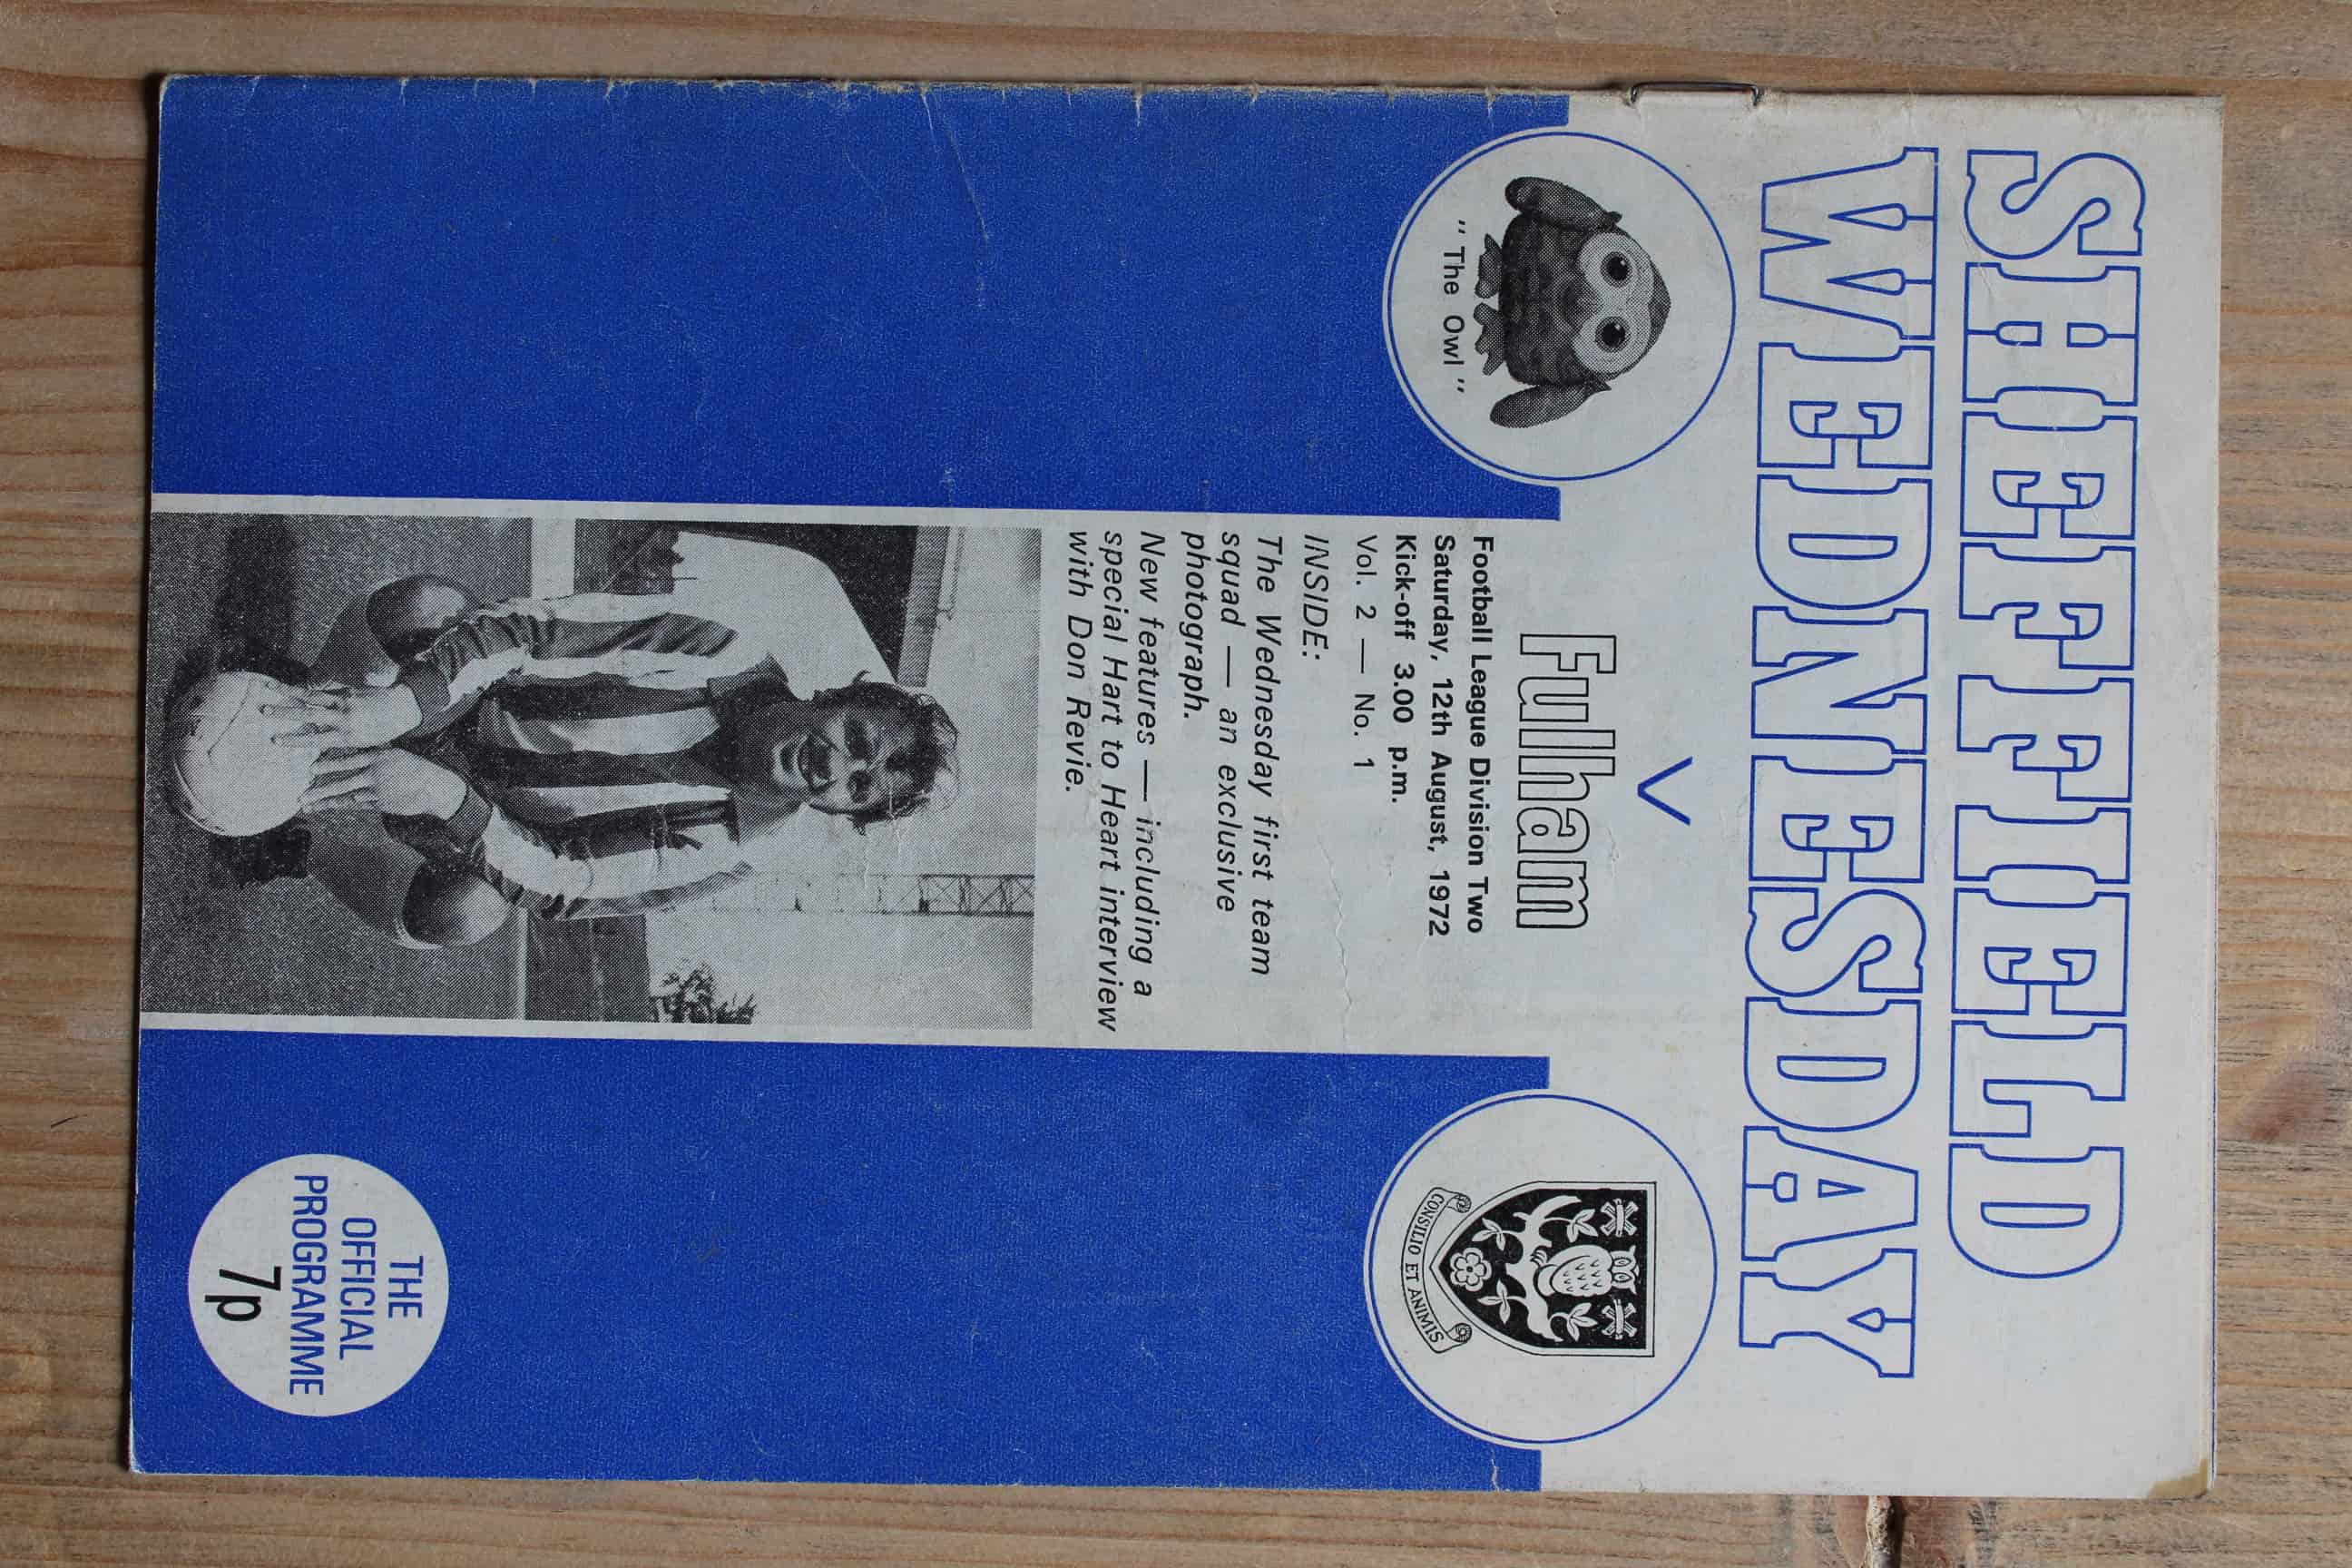 SHEFFIELD
WEDNESDAY
V
Fulham
" The Owl "
CONSILIO ET ANIMIS
Football League Division Two
Saturday, 12th August, 1972
Kick-off 3.00 p.m.
Vol. 2 — No. 1
INSIDE:
The Wednesday first team
squad — an exclusive
photograph.
New features — including a
special Hart to Heart interview
with Don Revie.
THE
OFFICIAL
PROGRAMME
7p